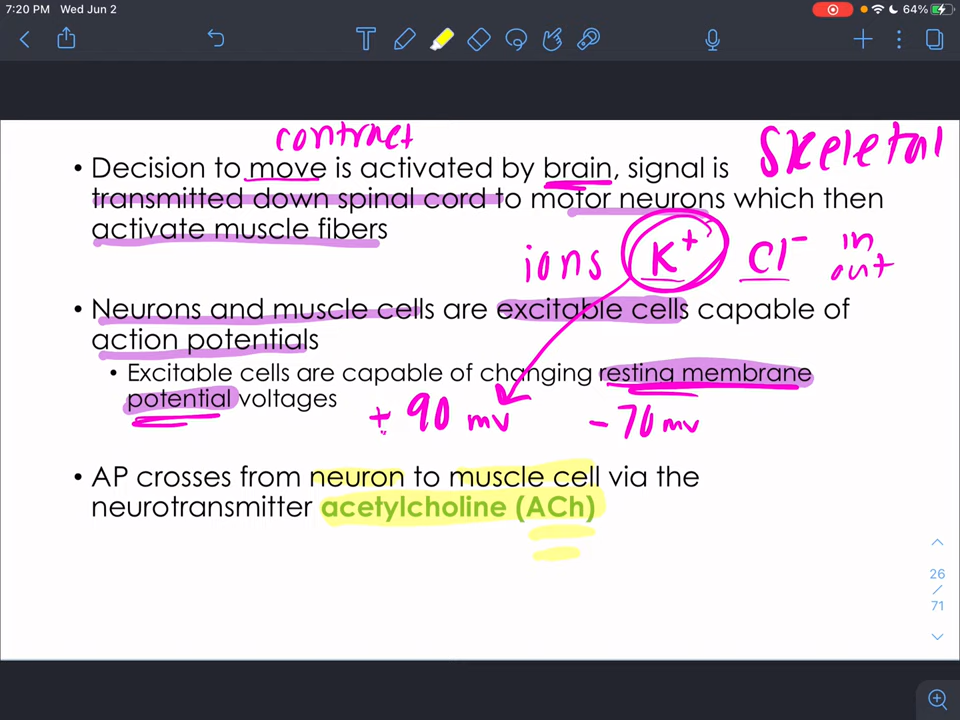 7:20 PM Wed Jun 2
64%
T
contract
skeletal
• Decision to move is activated by brain, signal is
transmitted down spinal cord to motor neurons which then
activate muscle fibers
ions K+ Cl- in
out
• Neurons and muscle cells are excitable cells capable of
action potentials
• Excitable cells are capable of changing resting membrane
potential voltages
+ 90 mv - 70 mv
• AP crosses from neuron to muscle cell via the
neurotransmitter acetylcholine (ACh)
26
/
71